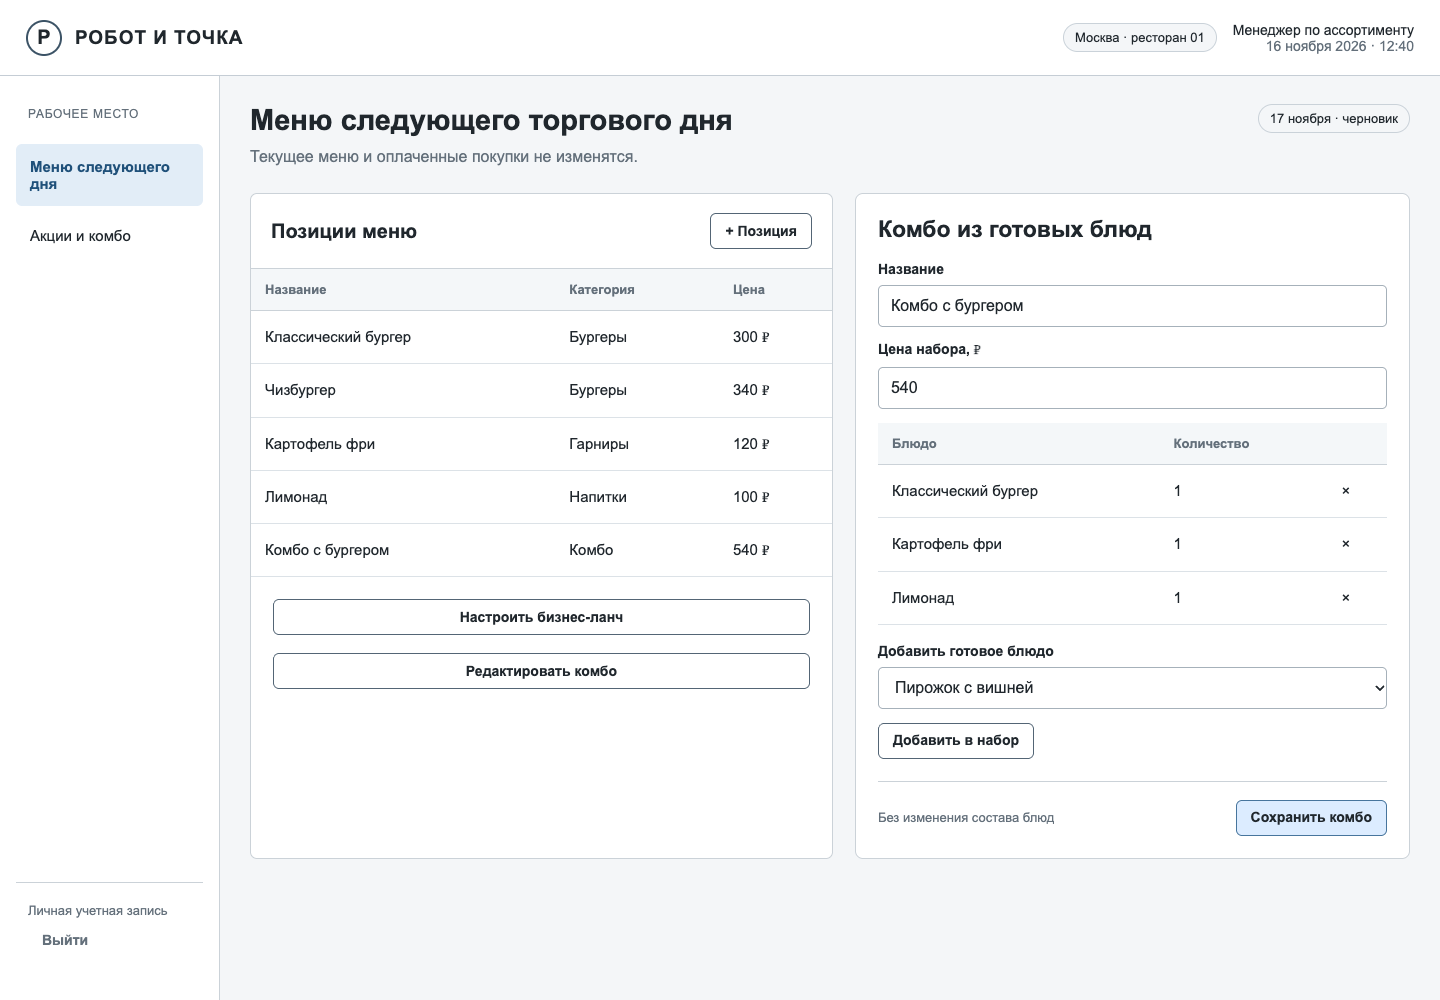 Р РОБОТ И ТОЧКА
Москва · ресторан 01
Менеджер по ассортименту
16 ноября 2026 · 12:40
РАБОЧЕЕ МЕСТО
Меню следующего
дня
Акции и комбо
Личная учетная запись
Выйти
Меню следующего торгового дня
17 ноября · черновик
Текущее меню и оплаченные покупки не изменятся.
Позиции меню
+ Позиция
Название Категория Цена
Классический бургер Бургеры 300 ₽
Чизбургер Бургеры 340 ₽
Картофель фри Гарниры 120 ₽
Лимонад Напитки 100 ₽
Комбо с бургером Комбо 540 ₽
Настроить бизнес-ланч
Редактировать комбо
Комбо из готовых блюд
Название
Комбо с бургером
Цена набора, ₽
540
Блюдо Количество
Классический бургер 1 ×
Картофель фри 1 ×
Лимонад 1 ×
Добавить готовое блюдо
Пирожок с вишней
Добавить в набор
Без изменения состава блюд
Сохранить комбо